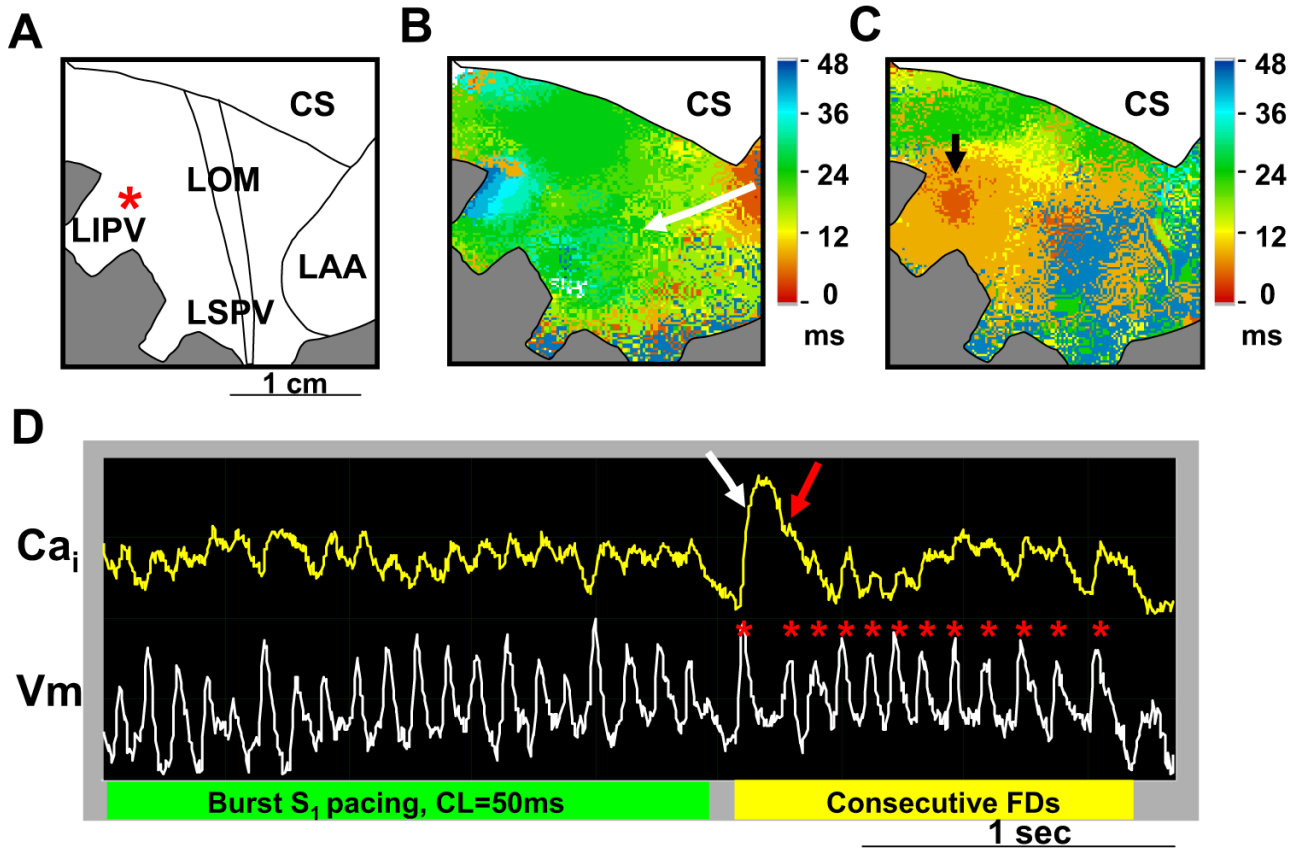 A
B
C
CS
LOM
*
LIPV
LAA
LSPV
1 cm
CS
48
36
24
12
0
ms
CS
48
36
24
12
0
ms
D
Cai
* * * * * * * * * * * *
Vm
Burst S1 pacing, CL=50ms
Consecutive FDs
1 sec